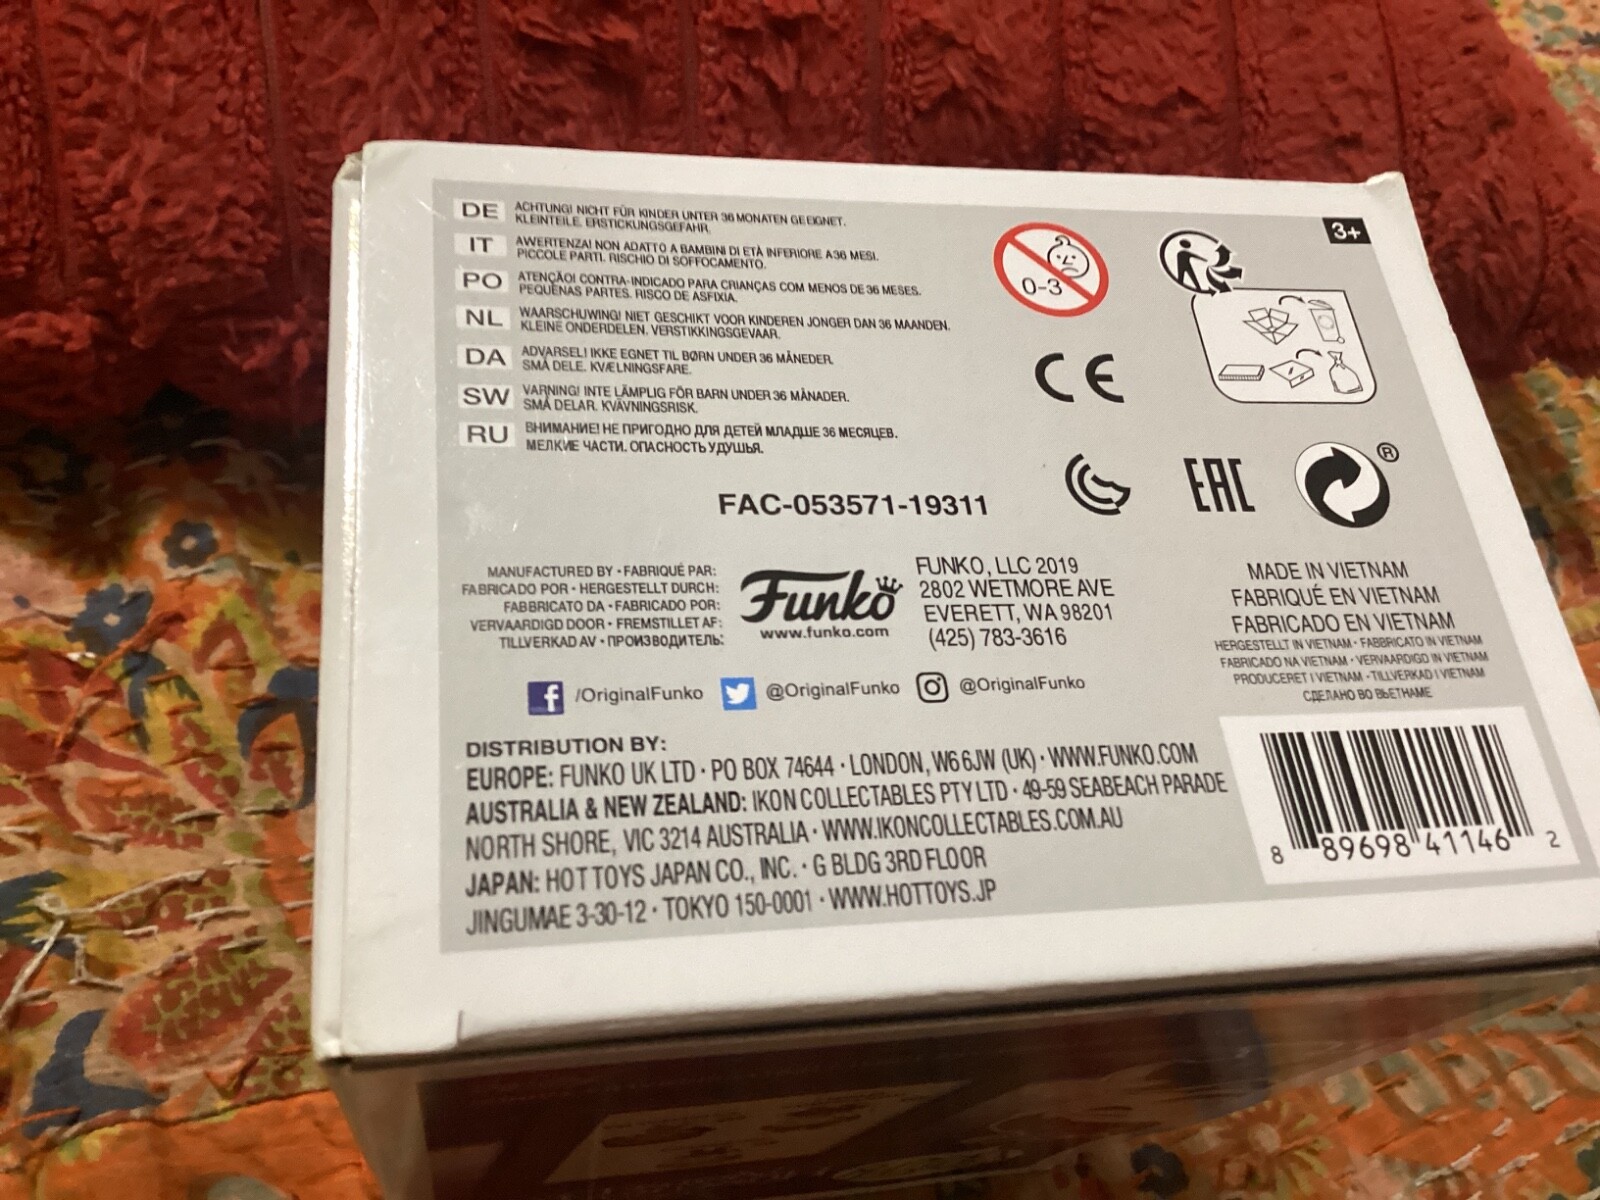 DE ACHTUNG! NICHT FÜR KINDER UNTER 36 MONATEN GEEIGNET.
KLEINTEILE. ERSTICKUNGSGEFAHR.
IT AWERTENZA! NON ADATTO A BAMBINI DI ETÀ INFERIORE A36 MESI.
PICCOLE PARTI. RISCHIO DI SOFFOCAMENTO.
PO ATENÇÃO! CONTRA-INDICADO PARA CRIANÇAS COM MENOS DE 36 MESES.
PEQUENAS PARTES. RISCO DE ASFIXIA.
NL WAARSCHUWING! NIET GESCHIKT VOOR KINDEREN JONGER DAN 36 MAANDEN.
KLEINE ONDERDELEN. VERSTIKKINGSGEVAAR.
DA ADVARSEL! IKKE EGNET TIL BØRN UNDER 36 MÅNEDER.
SMÅ DELE. KVÆLNINGSFARE.
SW VARNING! INTE LÄMPLIG FÖR BARN UNDER 36 MÅNADER.
SMÅ DELAR. KVÄVNINGSRISK.
RU ВНИМАНИЕ! НЕ ПРИГОДНО ДЛЯ ДЕТЕЙ МЛАДШЕ 36 МЕСЯЦЕВ.
МЕЛКИЕ ЧАСТИ. ОПАСНОСТЬ УДУШЬЯ.
0-3
3+
CE
FAC-053571-19311
EAC
®
MANUFACTURED BY • FABRIQUÉ PAR:
FABRICADO POR • HERGESTELLT DURCH:
FABBRICATO DA • FABRICADO POR:
VERVAARDIGD DOOR • FREMSTILLET AF:
TILLVERKAD AV • ПРОИЗВОДИТЕЛЬ:
Funko
www.funko.com
FUNKO, LLC 2019
2802 WETMORE AVE
EVERETT, WA 98201
(425) 783-3616
MADE IN VIETNAM
FABRIQUÉ EN VIETNAM
FABRICADO EN VIETNAM
HERGESTELLT IN VIETNAM • FABBRICATO IN VIETNAM
FABRICADO NA VIETNAM • VERVAARDIGD IN VIETNAM
PRODUCERET I VIETNAM • TILLVERKAD I VIETNAM
СДЕЛАНО ВО ВЬЕТНАМЕ
/OriginalFunko @OriginalFunko @OriginalFunko
DISTRIBUTION BY:
EUROPE: FUNKO UK LTD • PO BOX 74644 • LONDON, W6 6JW (UK) • WWW.FUNKO.COM
AUSTRALIA & NEW ZEALAND: IKON COLLECTABLES PTY LTD • 49-59 SEABEACH PARADE
NORTH SHORE, VIC 3214 AUSTRALIA • WWW.IKONCOLLECTABLES.COM.AU
JAPAN: HOT TOYS JAPAN CO., INC. • G BLDG 3RD FLOOR
JINGUMAE 3-30-12 • TOKYO 150-0001 • WWW.HOTTOYS.JP
8 89698 41146 2